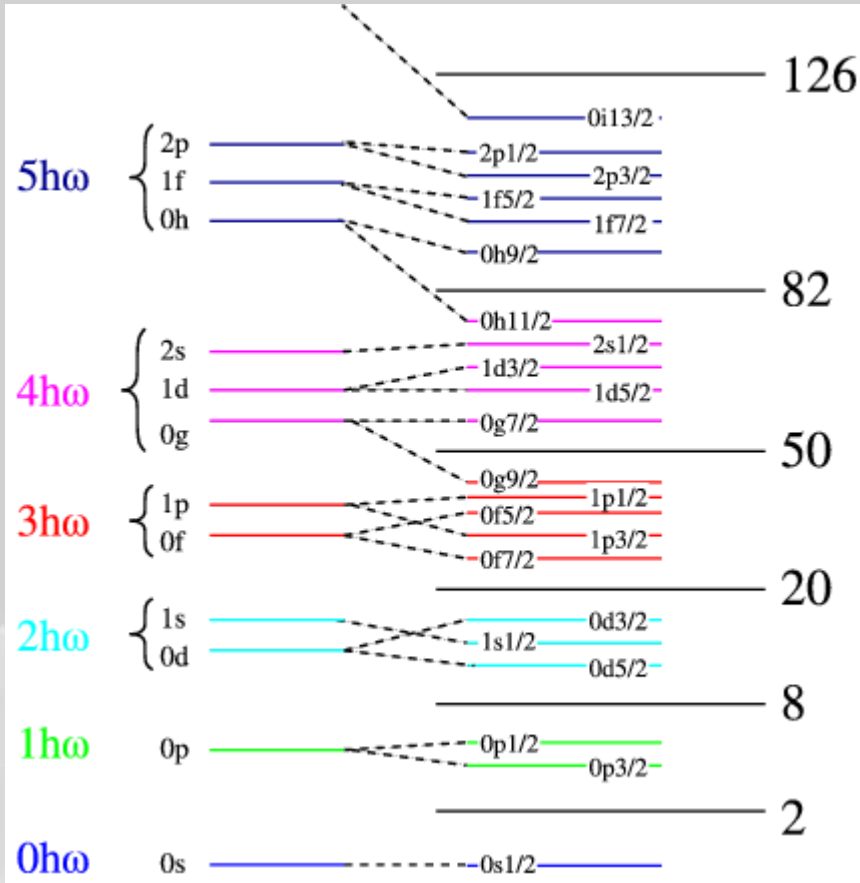 126
0i13/2
2p 2p1/2
5hω 1f 2p3/2
1f5/2
0h 1f7/2
0h9/2
82
0h11/2
2s 2s1/2
1d3/2
4hω 1d 1d5/2
0g 0g7/2
50
0g9/2
1p 1p1/2
3hω 0f5/2
0f 1p3/2
0f7/2
20
1s 0d3/2
2hω 1s1/2
0d 0d5/2
8
1hω 0p 0p1/2
0p3/2
2
0hω 0s 0s1/2